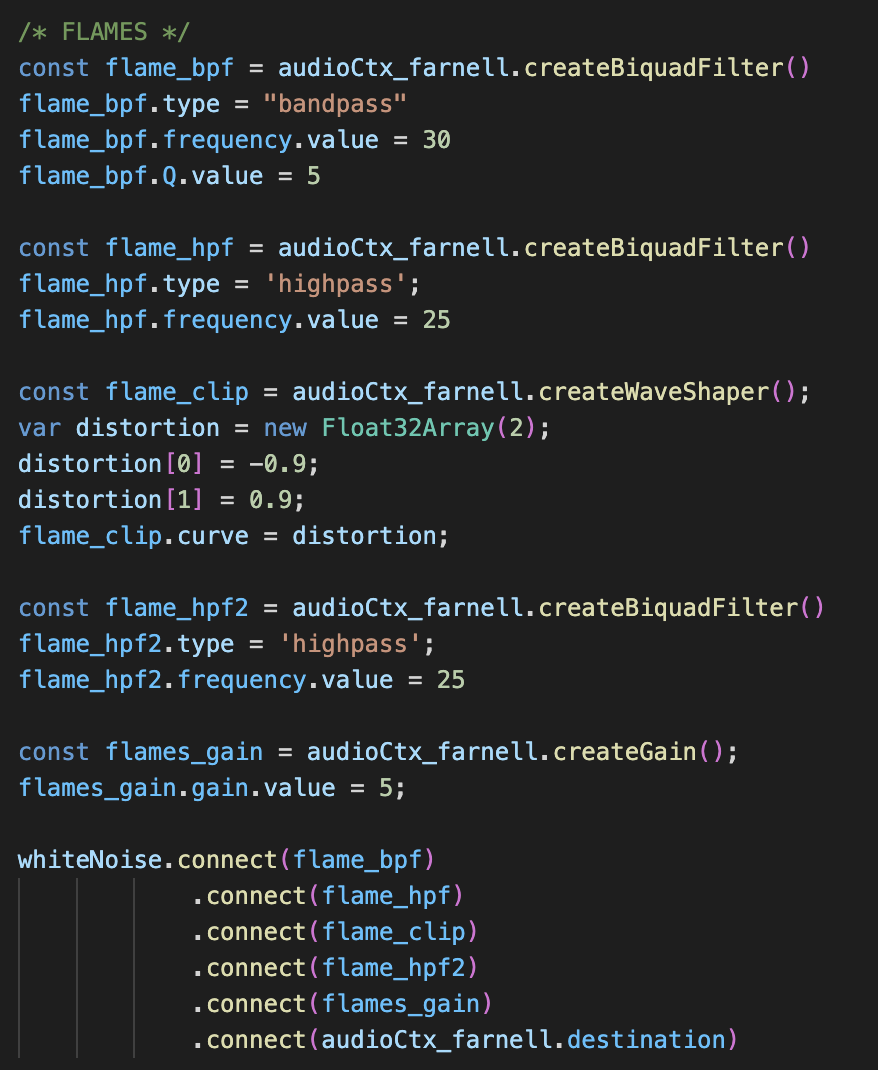 /* FLAMES */
const flame_bpf = audioCtx_farnell.createBiquadFilter()
flame_bpf.type = "bandpass"
flame_bpf.frequency.value = 30
flame_bpf.Q.value = 5
const flame_hpf = audioCtx_farnell.createBiquadFilter()
flame_hpf.type = 'highpass';
flame_hpf.frequency.value = 25
const flame_clip = audioCtx_farnell.createWaveShaper();
var distortion = new Float32Array(2);
distortion[0] = -0.9;
distortion[1] = 0.9;
flame_clip.curve = distortion;
const flame_hpf2 = audioCtx_farnell.createBiquadFilter()
flame_hpf2.type = 'highpass';
flame_hpf2.frequency.value = 25
const flames_gain = audioCtx_farnell.createGain();
flames_gain.gain.value = 5;
whiteNoise.connect(flame_bpf)
.connect(flame_hpf)
.connect(flame_clip)
.connect(flame_hpf2)
.connect(flames_gain)
.connect(audioCtx_farnell.destination)